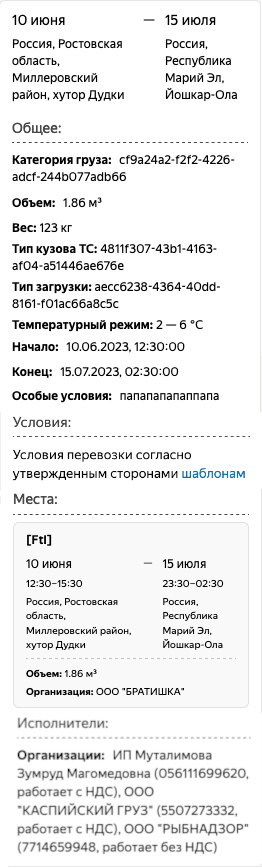 10 июня — 15 июля
Россия, Ростовская область, Миллеровский район, хутор Дудки
Россия, Республика Марий Эл, Йошкар-Ола
Общее:
Категория груза: cf9a24a2-f2f2-4226-
adcf-244b077adb66
Объем: 1.86 м³
Вес: 123 кг
Тип кузова ТС: 4811f307-43b1-4163-
af04-a51446ae676e
Тип загрузки: aecc6238-4364-40dd-
8161-f01ac66a8c5c
Температурный режим: 2 — 6 °C
Начало: 10.06.2023, 12:30:00
Конец: 15.07.2023, 02:30:00
Особые условия: папапапапаппапа
Условия:
Условия перевозки согласно
утвержденным сторонами шаблонам
Места:
[Ftl]
10 июня — 15 июля
12:30–15:30 23:30–02:30
Россия, Ростовская
область,
Миллеровский район,
хутор Дудки
Россия,
Республика
Марий Эл,
Йошкар-Ола
Объем: 1.86 м³
Организация: ООО "БРАТИШКА"
Исполнители:
Организации: ИП Муталимова
Зумруд Магомедовна (056111699620,
работает с НДС), ООО
"КАСПИЙСКИЙ ГРУЗ" (5507273332,
работает с НДС), ООО "РЫБНАДЗОР"
(7714659948, работает без НДС)